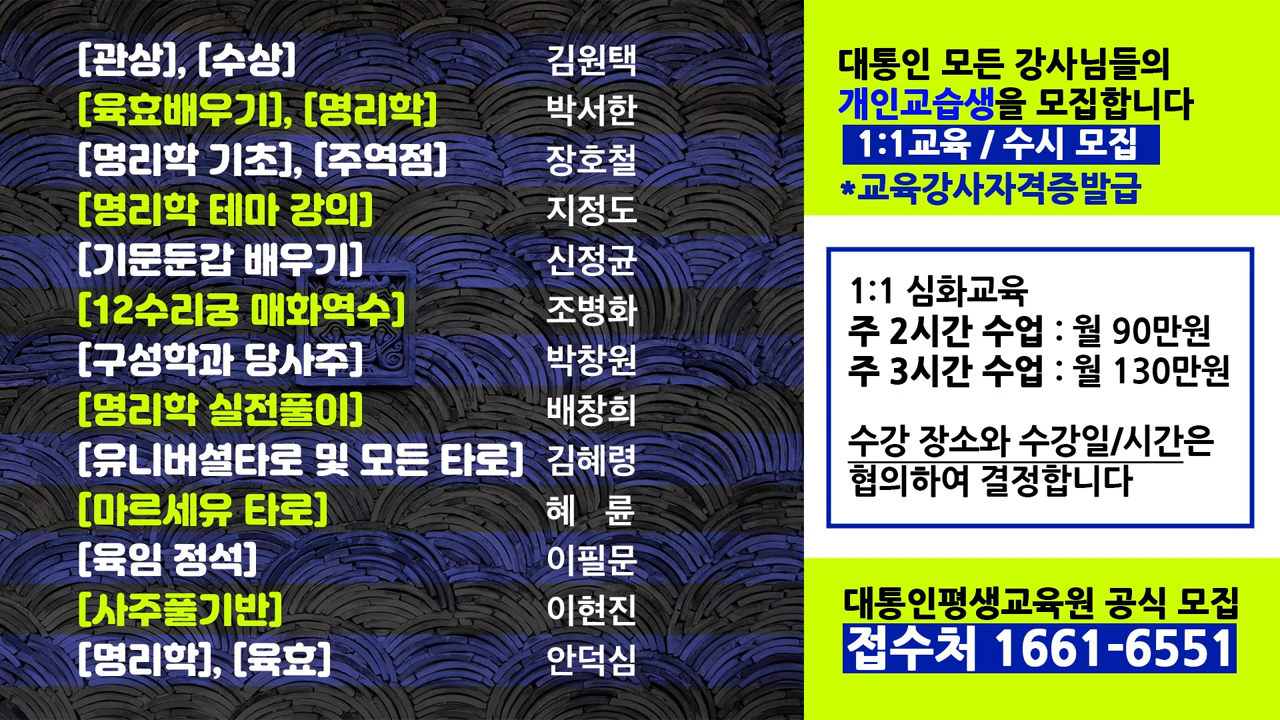 [관상], [수상] 김원택
[육효배우기], [명리학] 박서한
[명리학 기초], [주역점] 장호철
[명리학 테마 강의] 지정도
[기문둔갑 배우기] 신정균
[12수리궁 매화역수] 조병화
[구성학과 당사주] 박창원
[명리학 실전풀이] 배창희
[유니버셜타로 및 모든 타로] 김혜령
[마르세유 타로] 혜 륜
[육임 정석] 이필문
[사주풀기반] 이현진
[명리학], [육효] 안덕심
대통인 모든 강사님들의
개인교습생을 모집합니다
1:1교육 / 수시 모집
*교육강사자격증발급
1:1 심화교육
주 2시간 수업 : 월 90만원
주 3시간 수업 : 월 130만원
수강 장소와 수강일/시간은
협의하여 결정합니다
대통인평생교육원 공식 모집
접수처 1661-6551